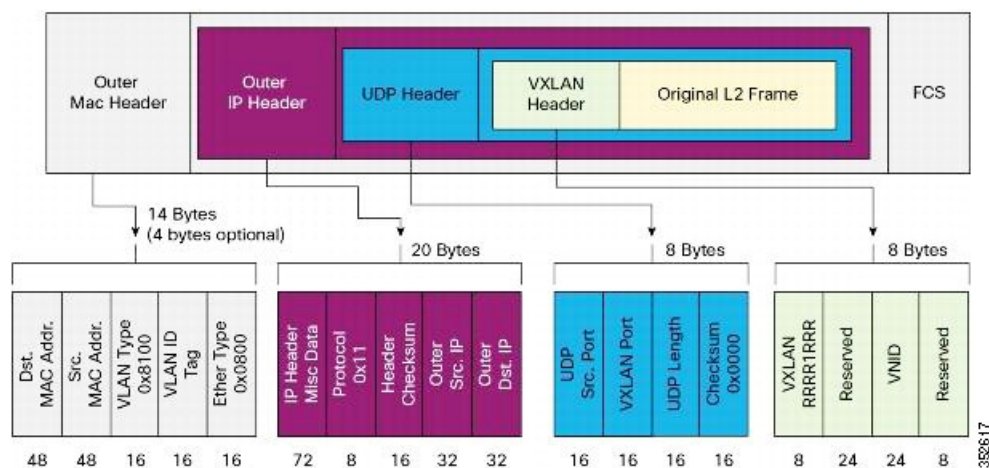 Outer
Mac Header
Outer
IP Header
UDP Header
VXLAN
Header
Original L2 Frame
FCS
14 Bytes
(4 bytes optional)
20 Bytes
8 Bytes
8 Bytes
Dst.
MAC Addr.
Src.
MAC Addr.
VLAN Type
0x8100
VLAN ID
Tag
Ether Type
0x0800
IP Header
Misc Data
Protocol
0x11
Header
Checksum
Outer
Src. IP
Outer
Dst. IP
UDP
Src. Port
VXLAN Port
UDP Length
Checksum
0x0000
VXLAN
RRRR1RRR
Reserved
VNID
Reserved
48 48 16 16 16 72 8 16 32 32 16 16 16 16 8 24 24 8
352617